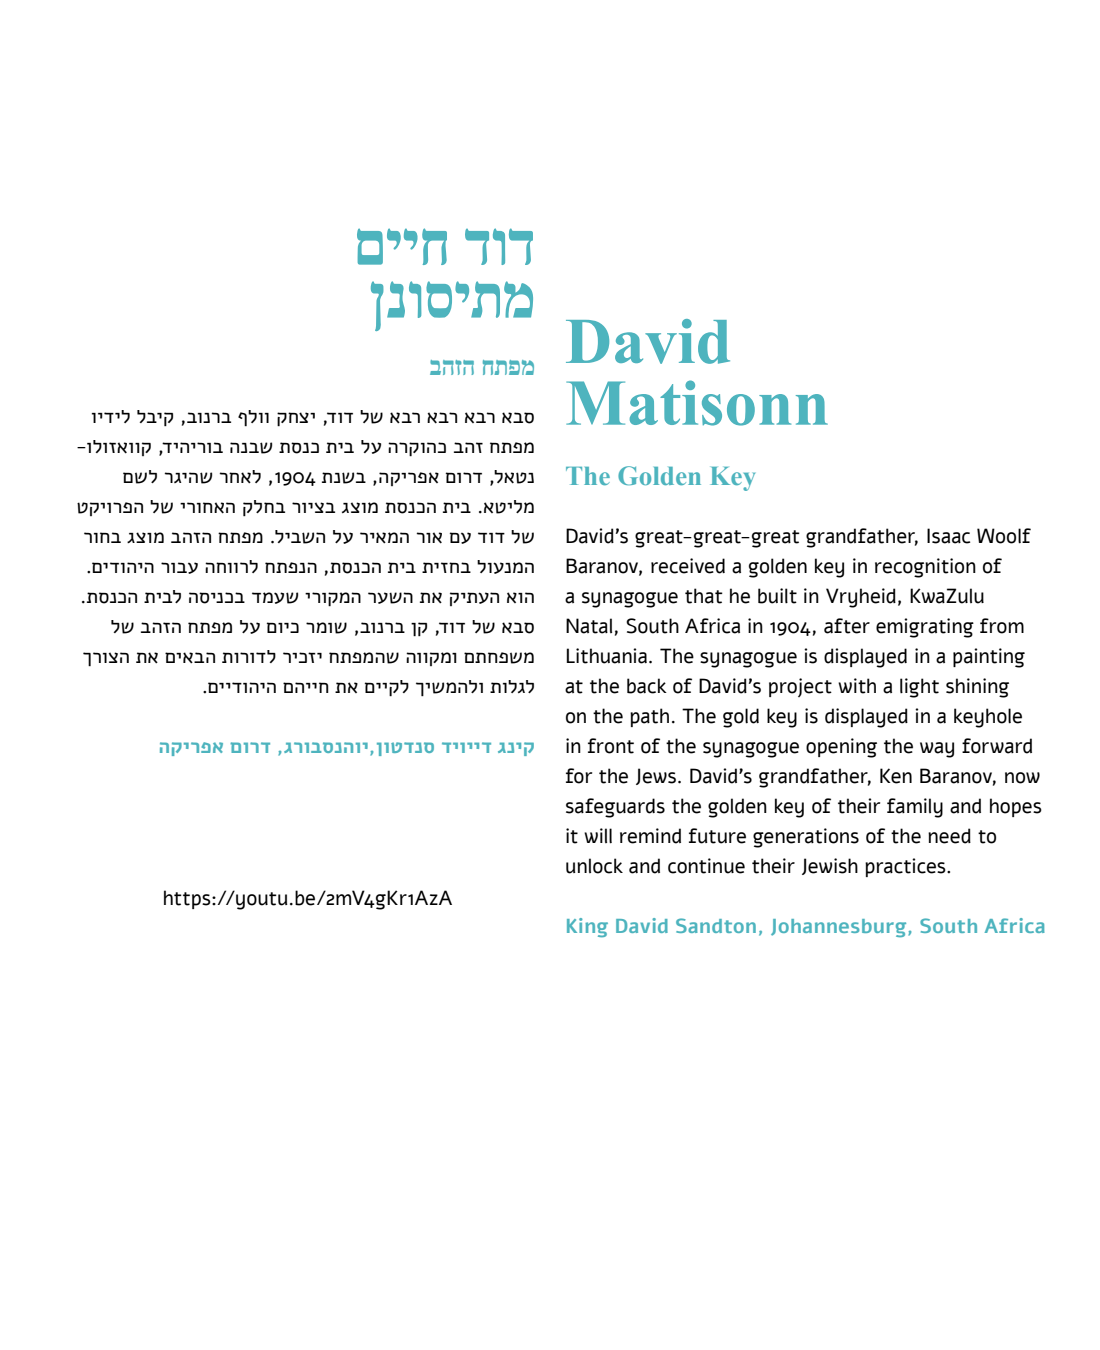 דוד חיים
מתיסונן
מפתח הזהב
סבא רבא רבא רבא של דוד, יצחק וולף ברנוב, קיבל לידיו
מפתח זהב כהוקרה על בית כנסת שבנה בוריהיד, קוואזולו-
נטאל, דרום אפריקה, בשנת 1904, לאחר שהיגר לשם
מליטא. בית הכנסת מוצג בציור בחלק האחורי של הפרויקט
של דוד עם אור המאיר על השביל. מפתח הזהב מוצג בחור
המנעול בחזית בית הכנסת, הנפתח לרווחה עבור היהודים.
הוא העתיק את השער המקורי שעמד בכניסה לבית הכנסת.
סבא של דוד, קן ברנוב, שומר כיום על מפתח הזהב של
משפחתם ומקווה שהמפתח יזכיר לדורות הבאים את הצורך
לגלות ולהמשיך לקיים את חייהם היהודיים.
קינג דייויד סנדטון,יוהנסבורג, דרום אפריקה
https://youtu.be/2mV4gKr1AzA
David
Matisonn
The Golden Key
David's great-great-great grandfather, Isaac Woolf
Baranov, received a golden key in recognition of
a synagogue that he built in Vryheid, KwaZulu
Natal, South Africa in 1904, after emigrating from
Lithuania. The synagogue is displayed in a painting
at the back of David's project with a light shining
on the path. The gold key is displayed in a keyhole
in front of the synagogue opening the way forward
for the Jews. David's grandfather, Ken Baranov, now
safeguards the golden key of their family and hopes
it will remind future generations of the need to
unlock and continue their Jewish practices.
King David Sandton, Johannesburg, South Africa